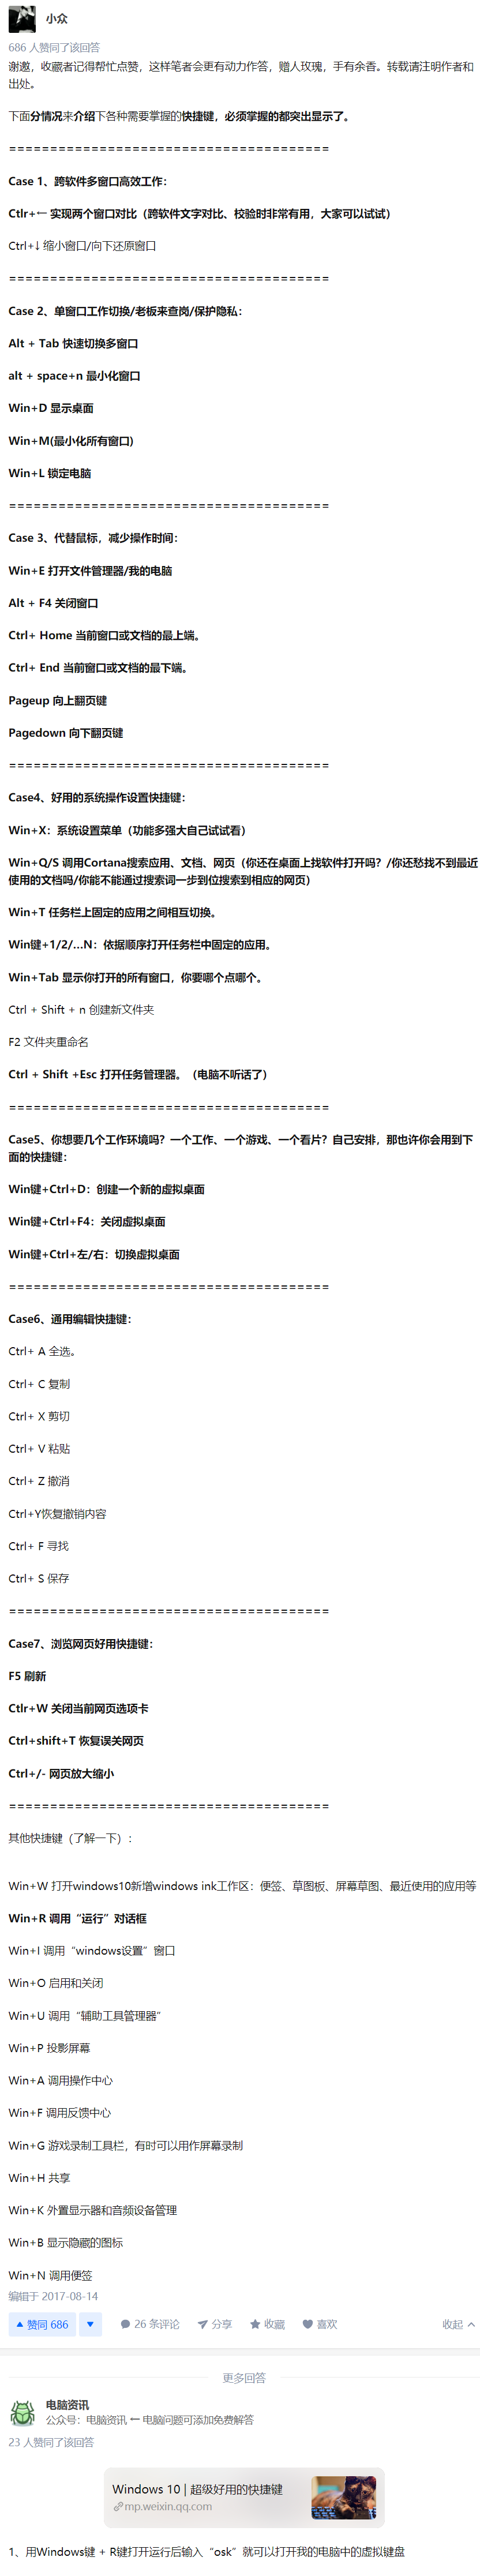 小众
686 人赞同了该回答
谢邀，收藏者记得帮忙点赞，这样笔者会更有动力作答，赠人玫瑰，手有余香。转载请注明作者和
出处。
下面分情况来介绍下各种需要掌握的快捷键，必须掌握的都突出显示了。
=======================================
Case 1、跨软件多窗口高效工作：
Ctlr+← 实现两个窗口对比（跨软件文字对比、校验时非常有用，大家可以试试）
Ctrl+↓ 缩小窗口/向下还原窗口
=======================================
Case 2、单窗口工作切换/老板来查岗/保护隐私：
Alt + Tab 快速切换多窗口
alt + space+n 最小化窗口
Win+D 显示桌面
Win+M(最小化所有窗口)
Win+L 锁定电脑
=======================================
Case 3、代替鼠标，减少操作时间：
Win+E 打开文件管理器/我的电脑
Alt + F4 关闭窗口
Ctrl+ Home 当前窗口或文档的最上端。
Ctrl+ End 当前窗口或文档的最下端。
Pageup 向上翻页键
Pagedown 向下翻页键
=======================================
Case4、好用的系统操作设置快捷键：
Win+X：系统设置菜单（功能多强大自己试试看）
Win+Q/S 调用Cortana搜索应用、文档、网页（你还在桌面上找软件打开吗？/你还愁找不到最近
使用的文档吗/你能不能通过搜索词一步到位搜索到相应的网页）
Win+T 任务栏上固定的应用之间相互切换。
Win键+1/2/...N：依据顺序打开任务栏中固定的应用。
Win+Tab 显示你打开的所有窗口，你要哪个点哪个。
Ctrl + Shift + n 创建新文件夹
F2 文件夹重命名
Ctrl + Shift +Esc 打开任务管理器。（电脑不听话了）
=======================================
Case5、你想要几个工作环境吗？一个工作、一个游戏、一个看片？自己安排，那也许你会用到下
面的快捷键：
Win键+Ctrl+D：创建一个新的虚拟桌面
Win键+Ctrl+F4：关闭虚拟桌面
Win键+Ctrl+左/右：切换虚拟桌面
=======================================
Case6、通用编辑快捷键：
Ctrl+ A 全选。
Ctrl+ C 复制
Ctrl+ X 剪切
Ctrl+ V 粘贴
Ctrl+ Z 撤消
Ctrl+Y恢复撤销内容
Ctrl+ F 寻找
Ctrl+ S 保存
=======================================
Case7、浏览网页好用快捷键：
F5 刷新
Ctlr+W 关闭当前网页选项卡
Ctrl+shift+T 恢复误关网页
Ctrl+/- 网页放大缩小
=======================================
其他快捷键（了解一下）：
Win+W 打开windows10新增windows ink工作区：便签、草图板、屏幕草图、最近使用的应用等
Win+R 调用“运行”对话框
Win+I 调用“windows设置”窗口
Win+O 启用和关闭
Win+U 调用“辅助工具管理器”
Win+P 投影屏幕
Win+A 调用操作中心
Win+F 调用反馈中心
Win+G 游戏录制工具栏，有时可以用作屏幕录制
Win+H 共享
Win+K 外置显示器和音频设备管理
Win+B 显示隐藏的图标
Win+N 调用便签
编辑于 2017-08-14
赞同 686 26 条评论 分享 收藏 喜欢 收起
更多回答
电脑资讯
公众号：电脑资讯 ← 电脑问题可添加免费解答
23 人赞同了该回答
Windows 10 | 超级好用的快捷键
mp.weixin.qq.com
1、用Windows键 + R键打开运行后输入“osk”就可以打开我的电脑中的虚拟键盘